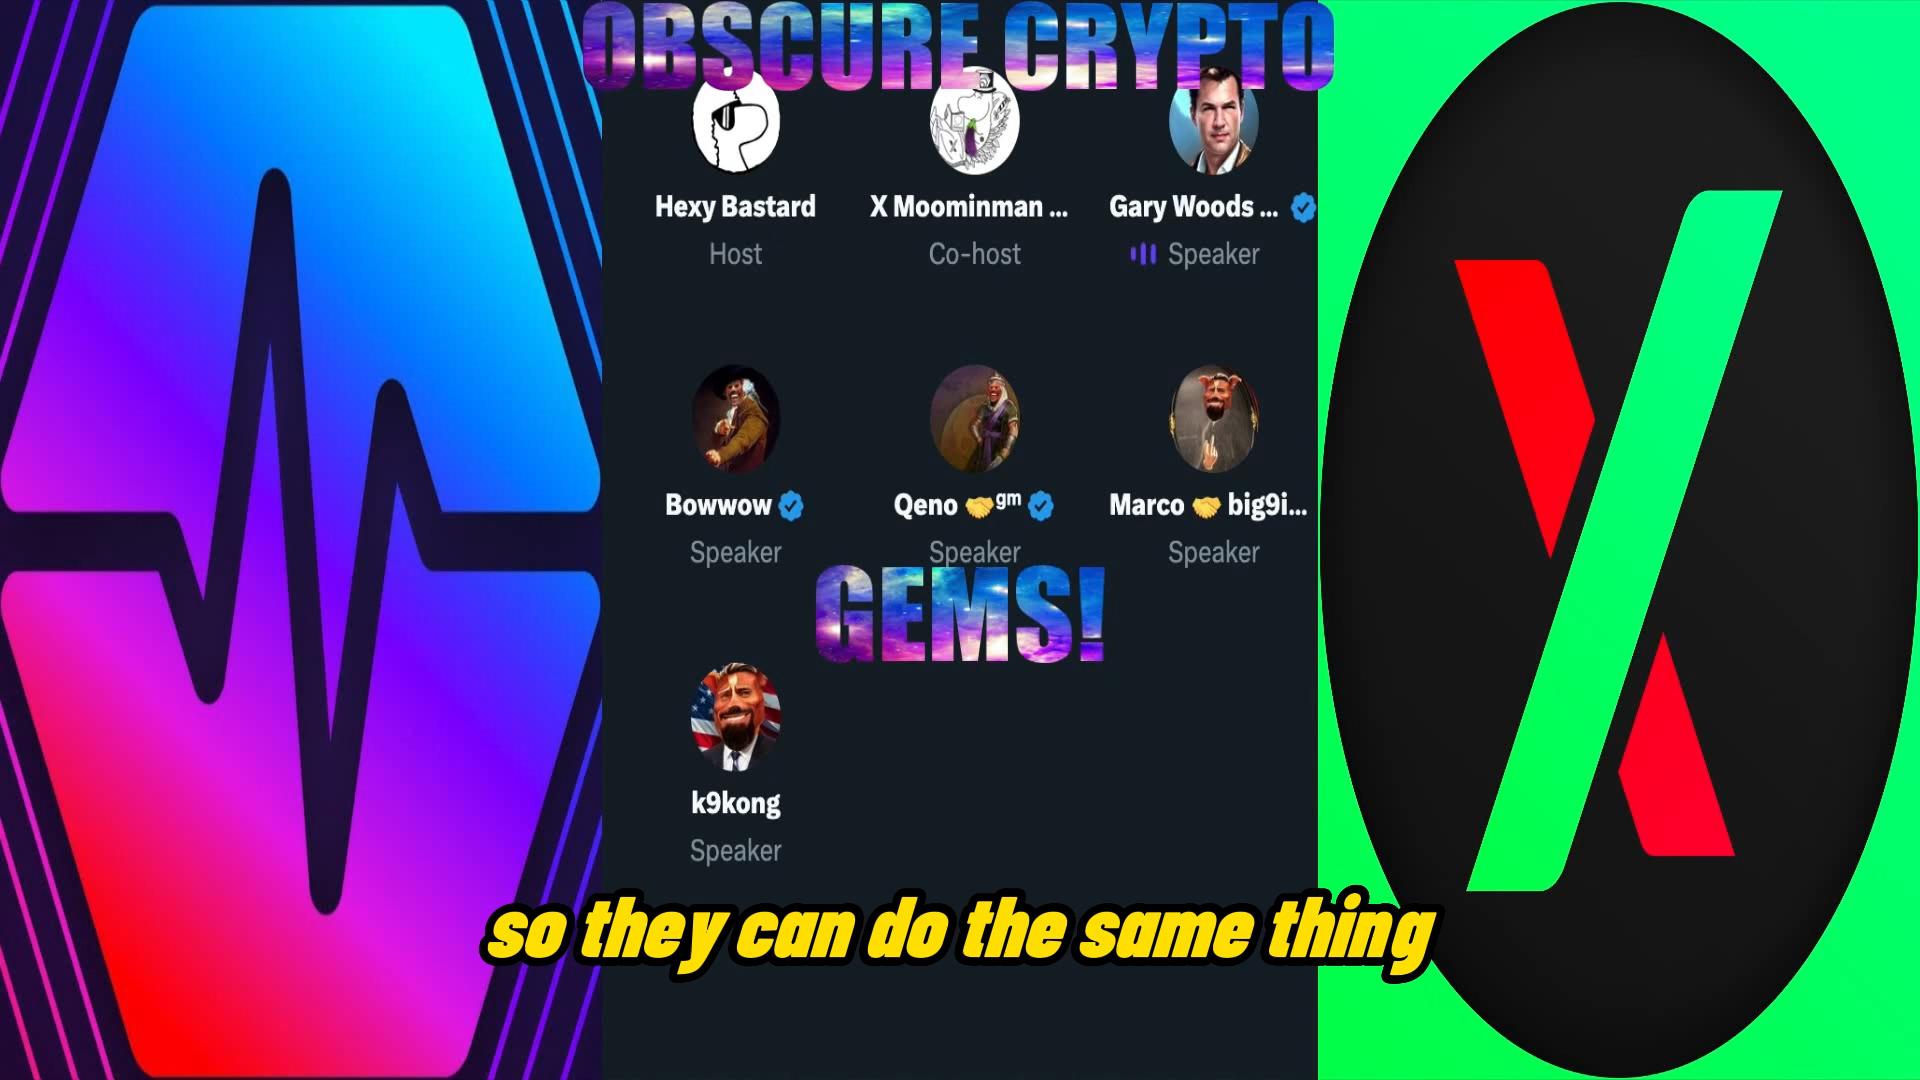 OBSCURE CRYPTO
Hexy Bastard
X Moominman ...
Gary Woods ...
Host
Co-host
Speaker
Bowwow
Qeno 🤝gm
Marco 🤝 big9i...
Speaker
Speaker
Speaker
GEMS!
k9kong
Speaker
so they can do the same thing